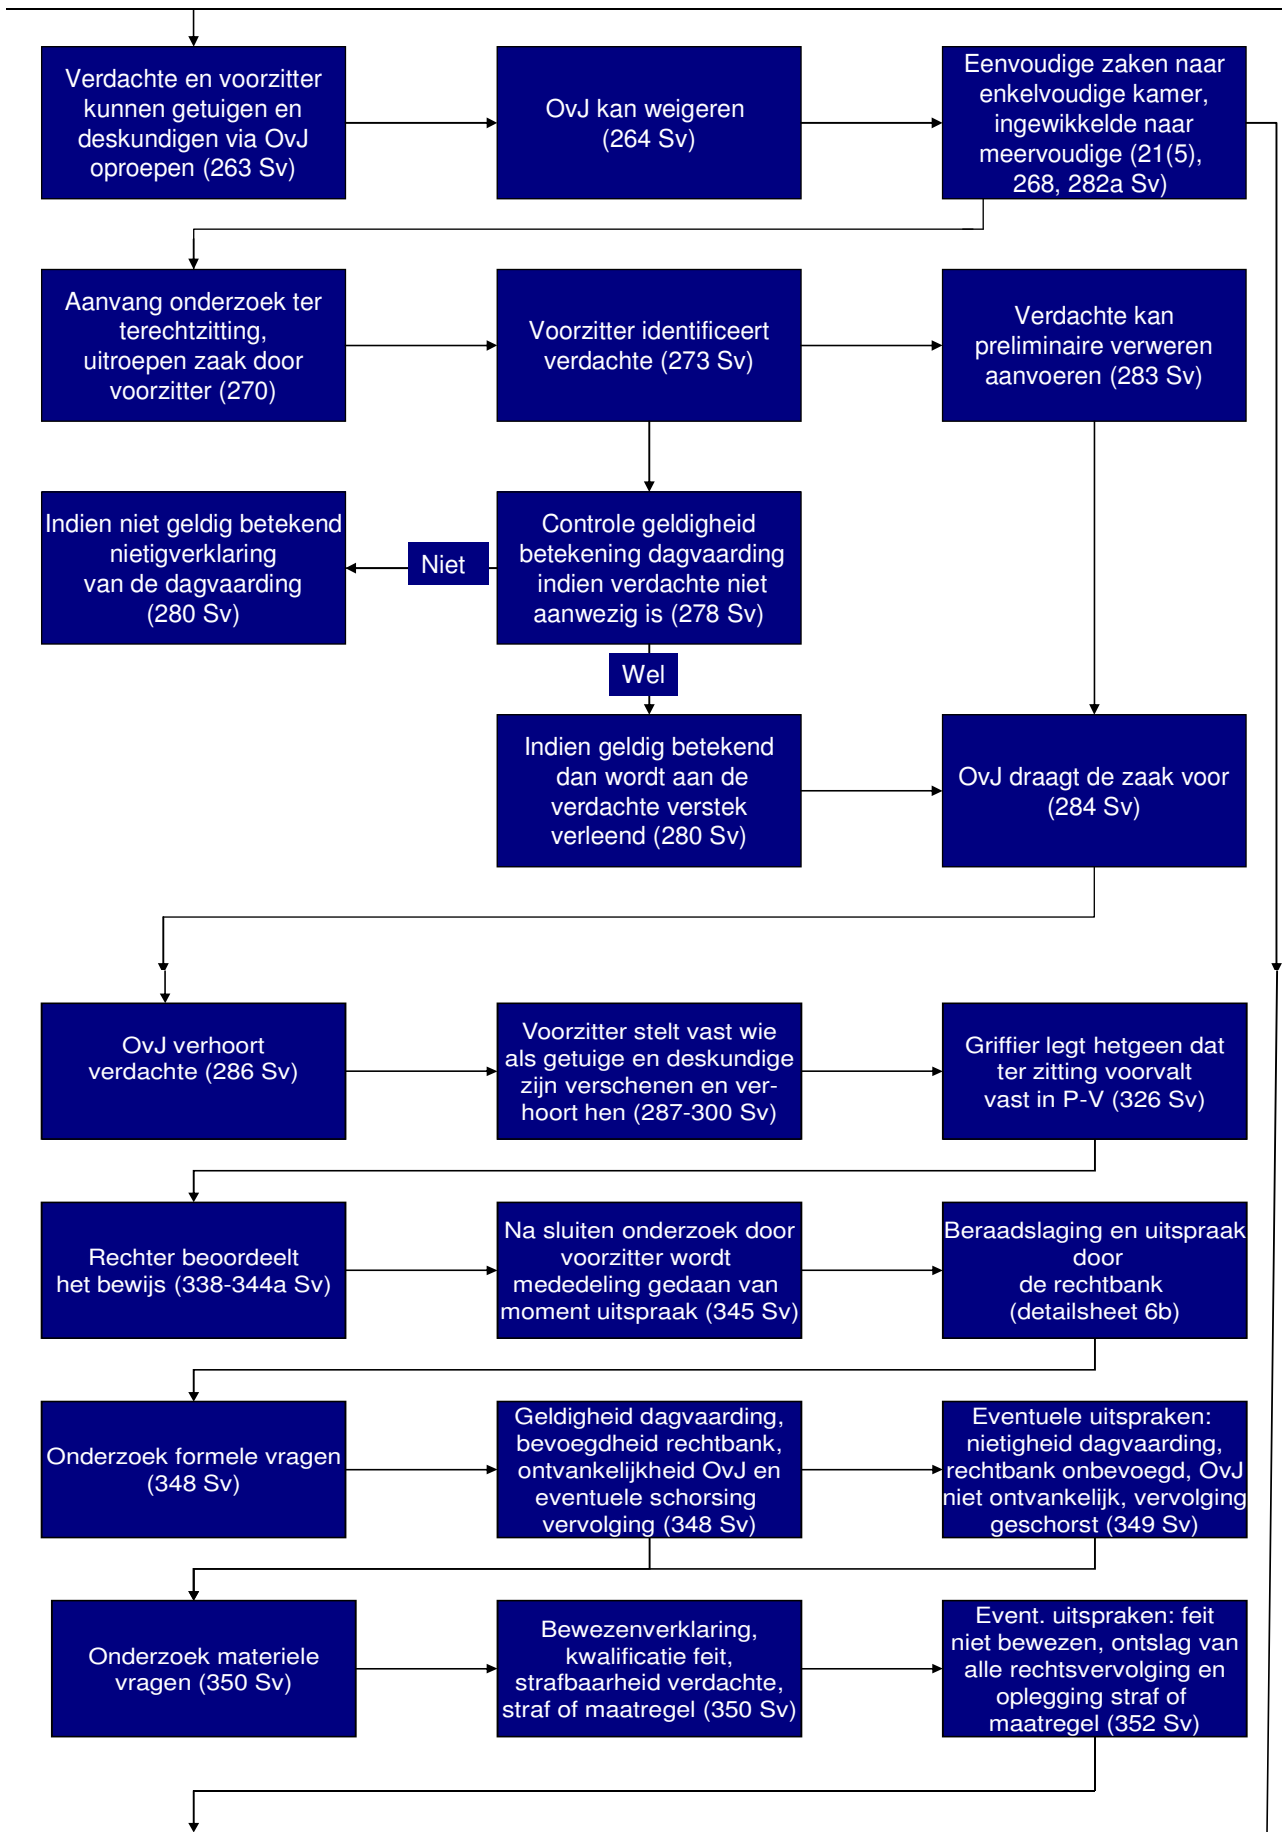 Verdachte en voorzitter
kunnen getuigen en
deskundigen via OvJ
oproepen (263 Sv)
OvJ kan weigeren
(264 Sv)
Eenvoudige zaken naar
enkelvoudige kamer,
ingewikkelde naar
meervoudige (21(5),
268, 282a Sv)
Aanvang onderzoek ter
terechtzitting,
uitroepen zaak door
voorzitter (270)
Voorzitter identificeert
verdachte (273 Sv)
Verdachte kan
preliminaire verweren
aanvoeren (283 Sv)
Indien niet geldig betekend
nietigverklaring
van de dagvaarding
(280 Sv)
Niet
Controle geldigheid
betekening dagvaarding
indien verdachte niet
aanwezig is (278 Sv)
Wel
Indien geldig betekend
dan wordt aan de
verdachte verstek
verleend (280 Sv)
OvJ draagt de zaak voor
(284 Sv)
OvJ verhoort
verdachte (286 Sv)
Voorzitter stelt vast wie
als getuige en deskundige
zijn verschenen en ver-
hoort hen (287-300 Sv)
Griffier legt hetgeen dat
ter zitting voorvalt
vast in P-V (326 Sv)
Rechter beoordeelt
het bewijs (338-344a Sv)
Na sluiten onderzoek door
voorzitter wordt
mededeling gedaan van
moment uitspraak (345 Sv)
Beraadslaging en uitspraak
door
de rechtbank
(detailsheet 6b)
Onderzoek formele vragen
(348 Sv)
Geldigheid dagvaarding,
bevoegdheid rechtbank,
ontvankelijkheid OvJ en
eventuele schorsing
vervolging (348 Sv)
Eventuele uitspraken:
nietigheid dagvaarding,
rechtbank onbevoegd, OvJ
niet ontvankelijk, vervolging
geschorst (349 Sv)
Onderzoek materiele
vragen (350 Sv)
Bewezenverklaring,
kwalificatie feit,
strafbaarheid verdachte,
straf of maatregel (350 Sv)
Event. uitspraken: feit
niet bewezen, ontslag van
alle rechtsvervolging en
oplegging straf of
maatregel (352 Sv)